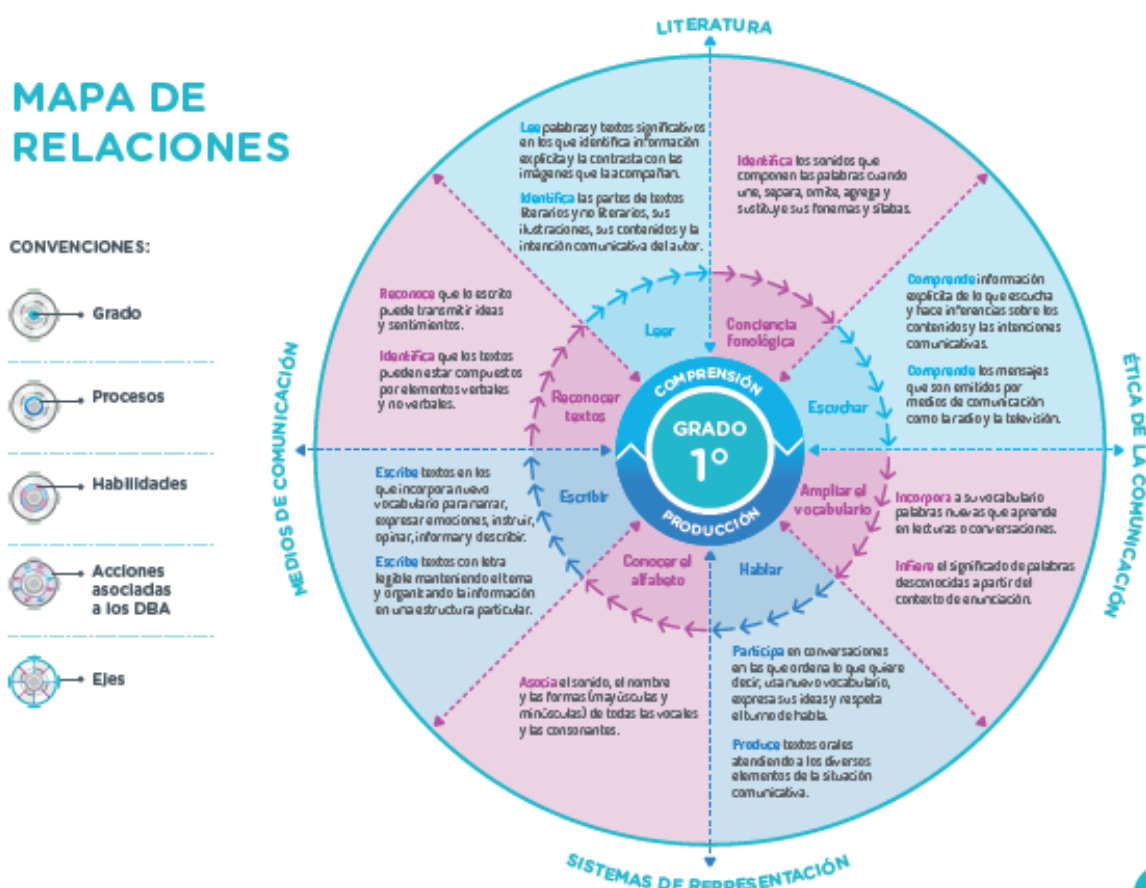 MAPA DE
RELACIONES
CONVENCIONES:
Grado
Procesos
Habilidades
Acciones
asociadas
a los DBA
Ejes
LITERATURA
ÉTICA DE LA COMUNICACIÓN
SISTEMAS DE REPRESENTACIÓN
MEDIOS DE COMUNICACIÓN
COMPRENSIÓN
GRADO
1°
PRODUCCIÓN
Leer
Lee palabras y textos significativos
en los que identifica información
explícita y la contrasta con las
imágenes que la acompañan.
Identifica las partes de textos
literarios y no literarios, sus
ilustraciones, sus contenidos y la
intención comunicativa del autor.
Conciencia
fonológica
Identifica los sonidos que
componen las palabras cuando
une, separa, omite, agrega y
sustituye sus fonemas y sílabas.
Escuchar
Comprende información
explícita de lo que escucha
y hace inferencias sobre los
contenidos y las intenciones
comunicativas.
Comprende los mensajes
que son emitidos por
medios de comunicación
como la radio y la televisión.
Ampliar el
vocabulario
Incorpora a su vocabulario
palabras nuevas que aprende
en lecturas o conversaciones.
Infiere el significado de palabras
desconocidas a partir del
contexto de enunciación.
Hablar
Participa en conversaciones
en las que ordena lo que quiere
decir, usa nuevo vocabulario,
expresa sus ideas y respeta
el turno de habla.
Produce textos orales
atendiendo a los diversos
elementos de la situación
comunicativa.
Conocer el
alfabeto
Asocia el sonido, el nombre
y las formas (mayúsculas y
minúsculas) de todas las vocales
y las consonantes.
Escribir
Escribe textos en los
que incorpora nuevo
vocabulario para narrar,
expresar emociones, instruir,
opinar, informar y describir.
Escribe textos con letra
legible manteniendo el tema
y organizando la información
en una estructura particular.
Reconocer
textos
Reconoce que lo escrito
puede transmitir ideas
y sentimientos.
Identifica que los textos
pueden estar compuestos
por elementos verbales
y no verbales.